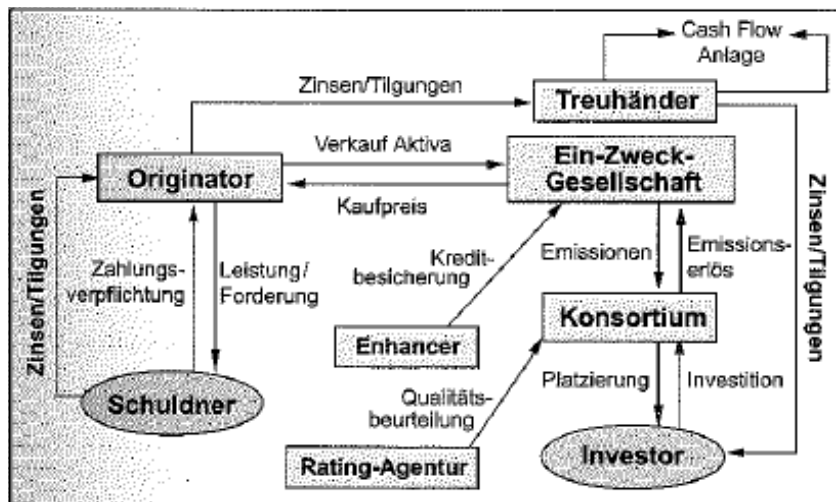 Cash Flow
Anlage
Zinsen/Tilgungen
Treuhänder
Verkauf Aktiva
Originator
Ein-Zweck-
Gesellschaft
Kaufpreis
Zinsen/Tilgungen
Zinsen/Tilgungen
Zahlungs-
verpflichtung
Leistung/
Forderung
Kredit-
besicherung
Emissionen
Emissions-
erlös
Enhancer
Konsortium
Schuldner
Qualitäts-
beurteilung
Platzierung
Investition
Rating-Agentur
Investor